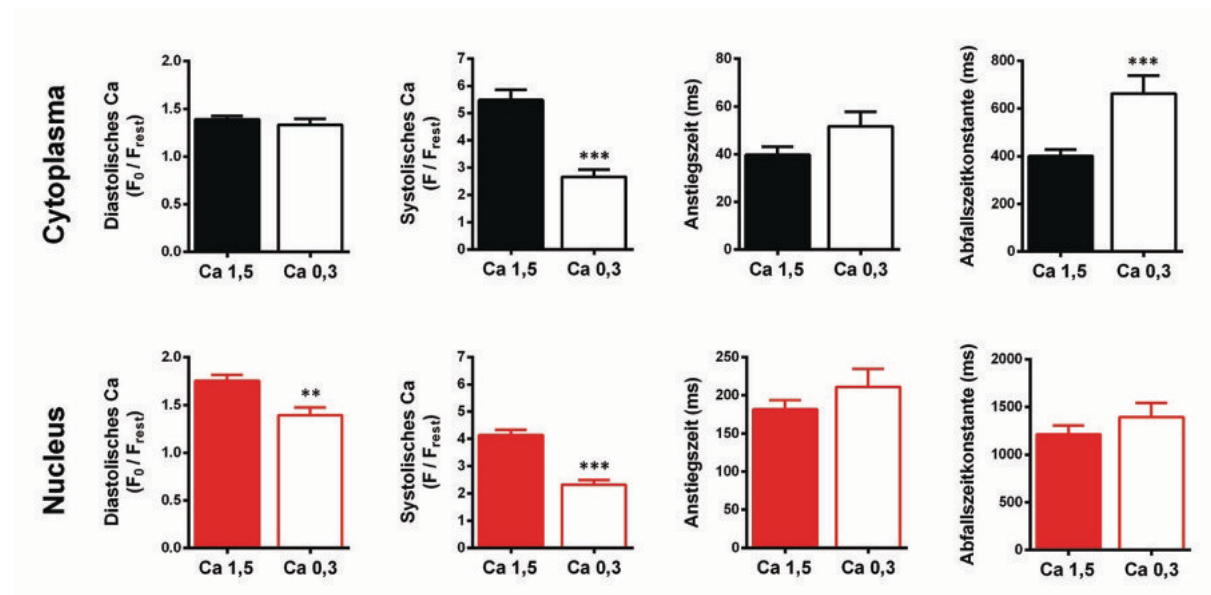 Cytoplasma
Diastolisches Ca
(F0 / Frest)
2.0
1.5
1.0
0.5
0.0
Ca 1,5 Ca 0,3
Systolisches Ca
(F / Frest)
7
6
5
4
3
2
1
0
***
Ca 1,5 Ca 0,3
Anstiegszeit (ms)
80
60
40
20
0
Ca 1,5 Ca 0,3
Abfallszeitkonstante (ms)
800
600
400
200
0
***
Ca 1,5 Ca 0,3
Nucleus
Diastolisches Ca
(F0 / Frest)
2.0
1.5
1.0
0.5
0.0
**
Ca 1,5 Ca 0,3
Systolisches Ca
(F / Frest)
7
6
5
4
3
2
1
0
***
Ca 1,5 Ca 0,3
Anstiegszeit (ms)
250
200
150
100
50
0
Ca 1,5 Ca 0,3
Abfallszeitkonstante (ms)
2000
1500
1000
500
0
Ca 1,5 Ca 0,3